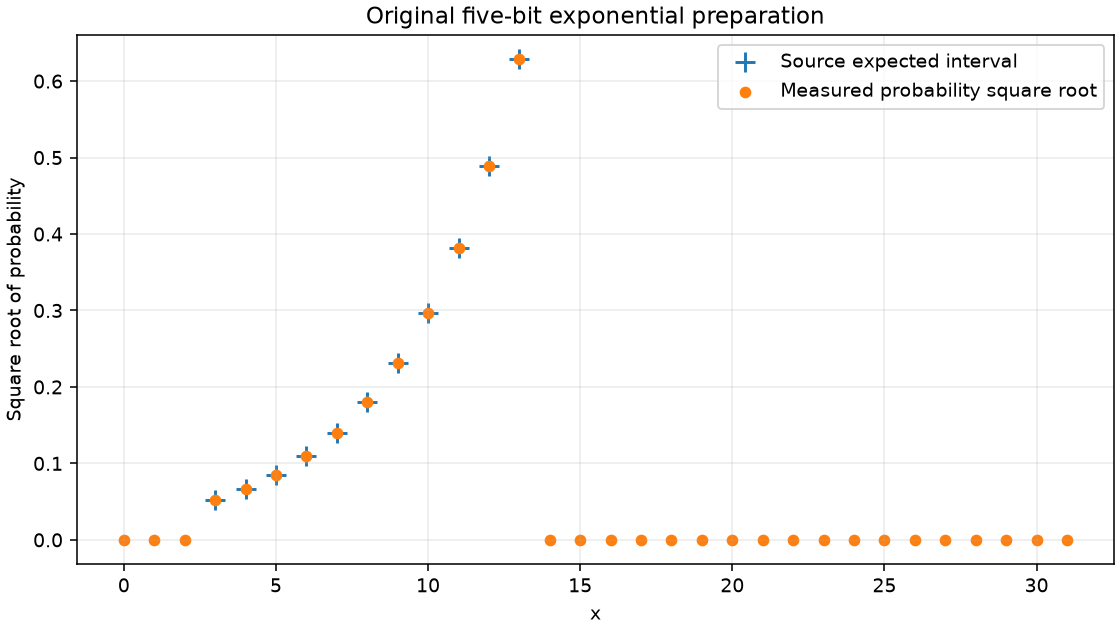 Original five-bit exponential preparation
Source expected interval
Measured probability square root
Square root of probability
0.6
0.5
0.4
0.3
0.2
0.1
0.0
0 5 10 15 20 25 30
x